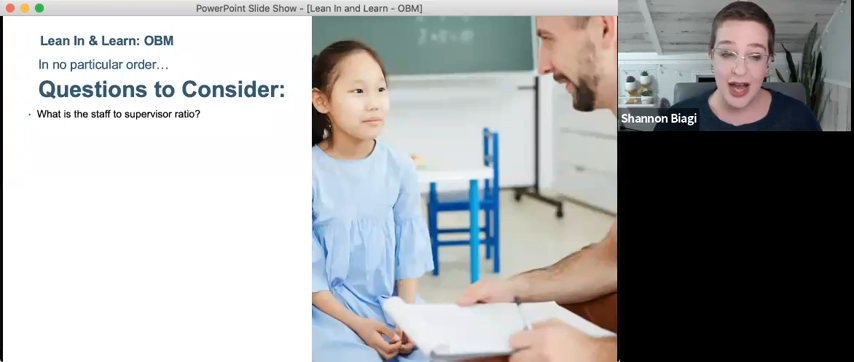 PowerPoint Slide Show - [Lean In and Learn - OBM]
Lean In & Learn: OBM
In no particular order…
Questions to Consider:
· What is the staff to supervisor ratio?
Shannon Biagi